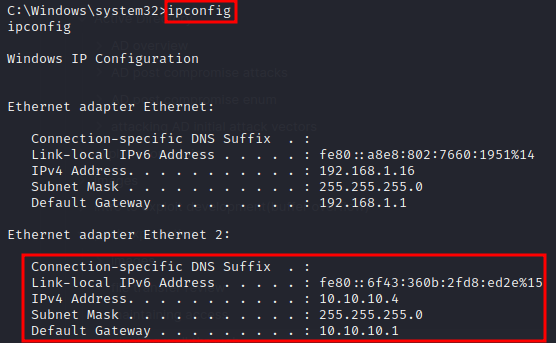 C:\Windows\system32>ipconfig
ipconfig
Windows IP Configuration
Ethernet adapter Ethernet:
Connection-specific DNS Suffix . :
Link-local IPv6 Address . . . . . : fe80::a8e8:802:7660:1951%14
IPv4 Address. . . . . . . . . . . : 192.168.1.16
Subnet Mask . . . . . . . . . . . : 255.255.255.0
Default Gateway . . . . . . . . . : 192.168.1.1
Ethernet adapter Ethernet 2:
Connection-specific DNS Suffix . :
Link-local IPv6 Address . . . . . : fe80::6f43:360b:2fd8:ed2e%15
IPv4 Address. . . . . . . . . . . : 10.10.10.4
Subnet Mask . . . . . . . . . . . : 255.255.255.0
Default Gateway . . . . . . . . . : 10.10.10.1